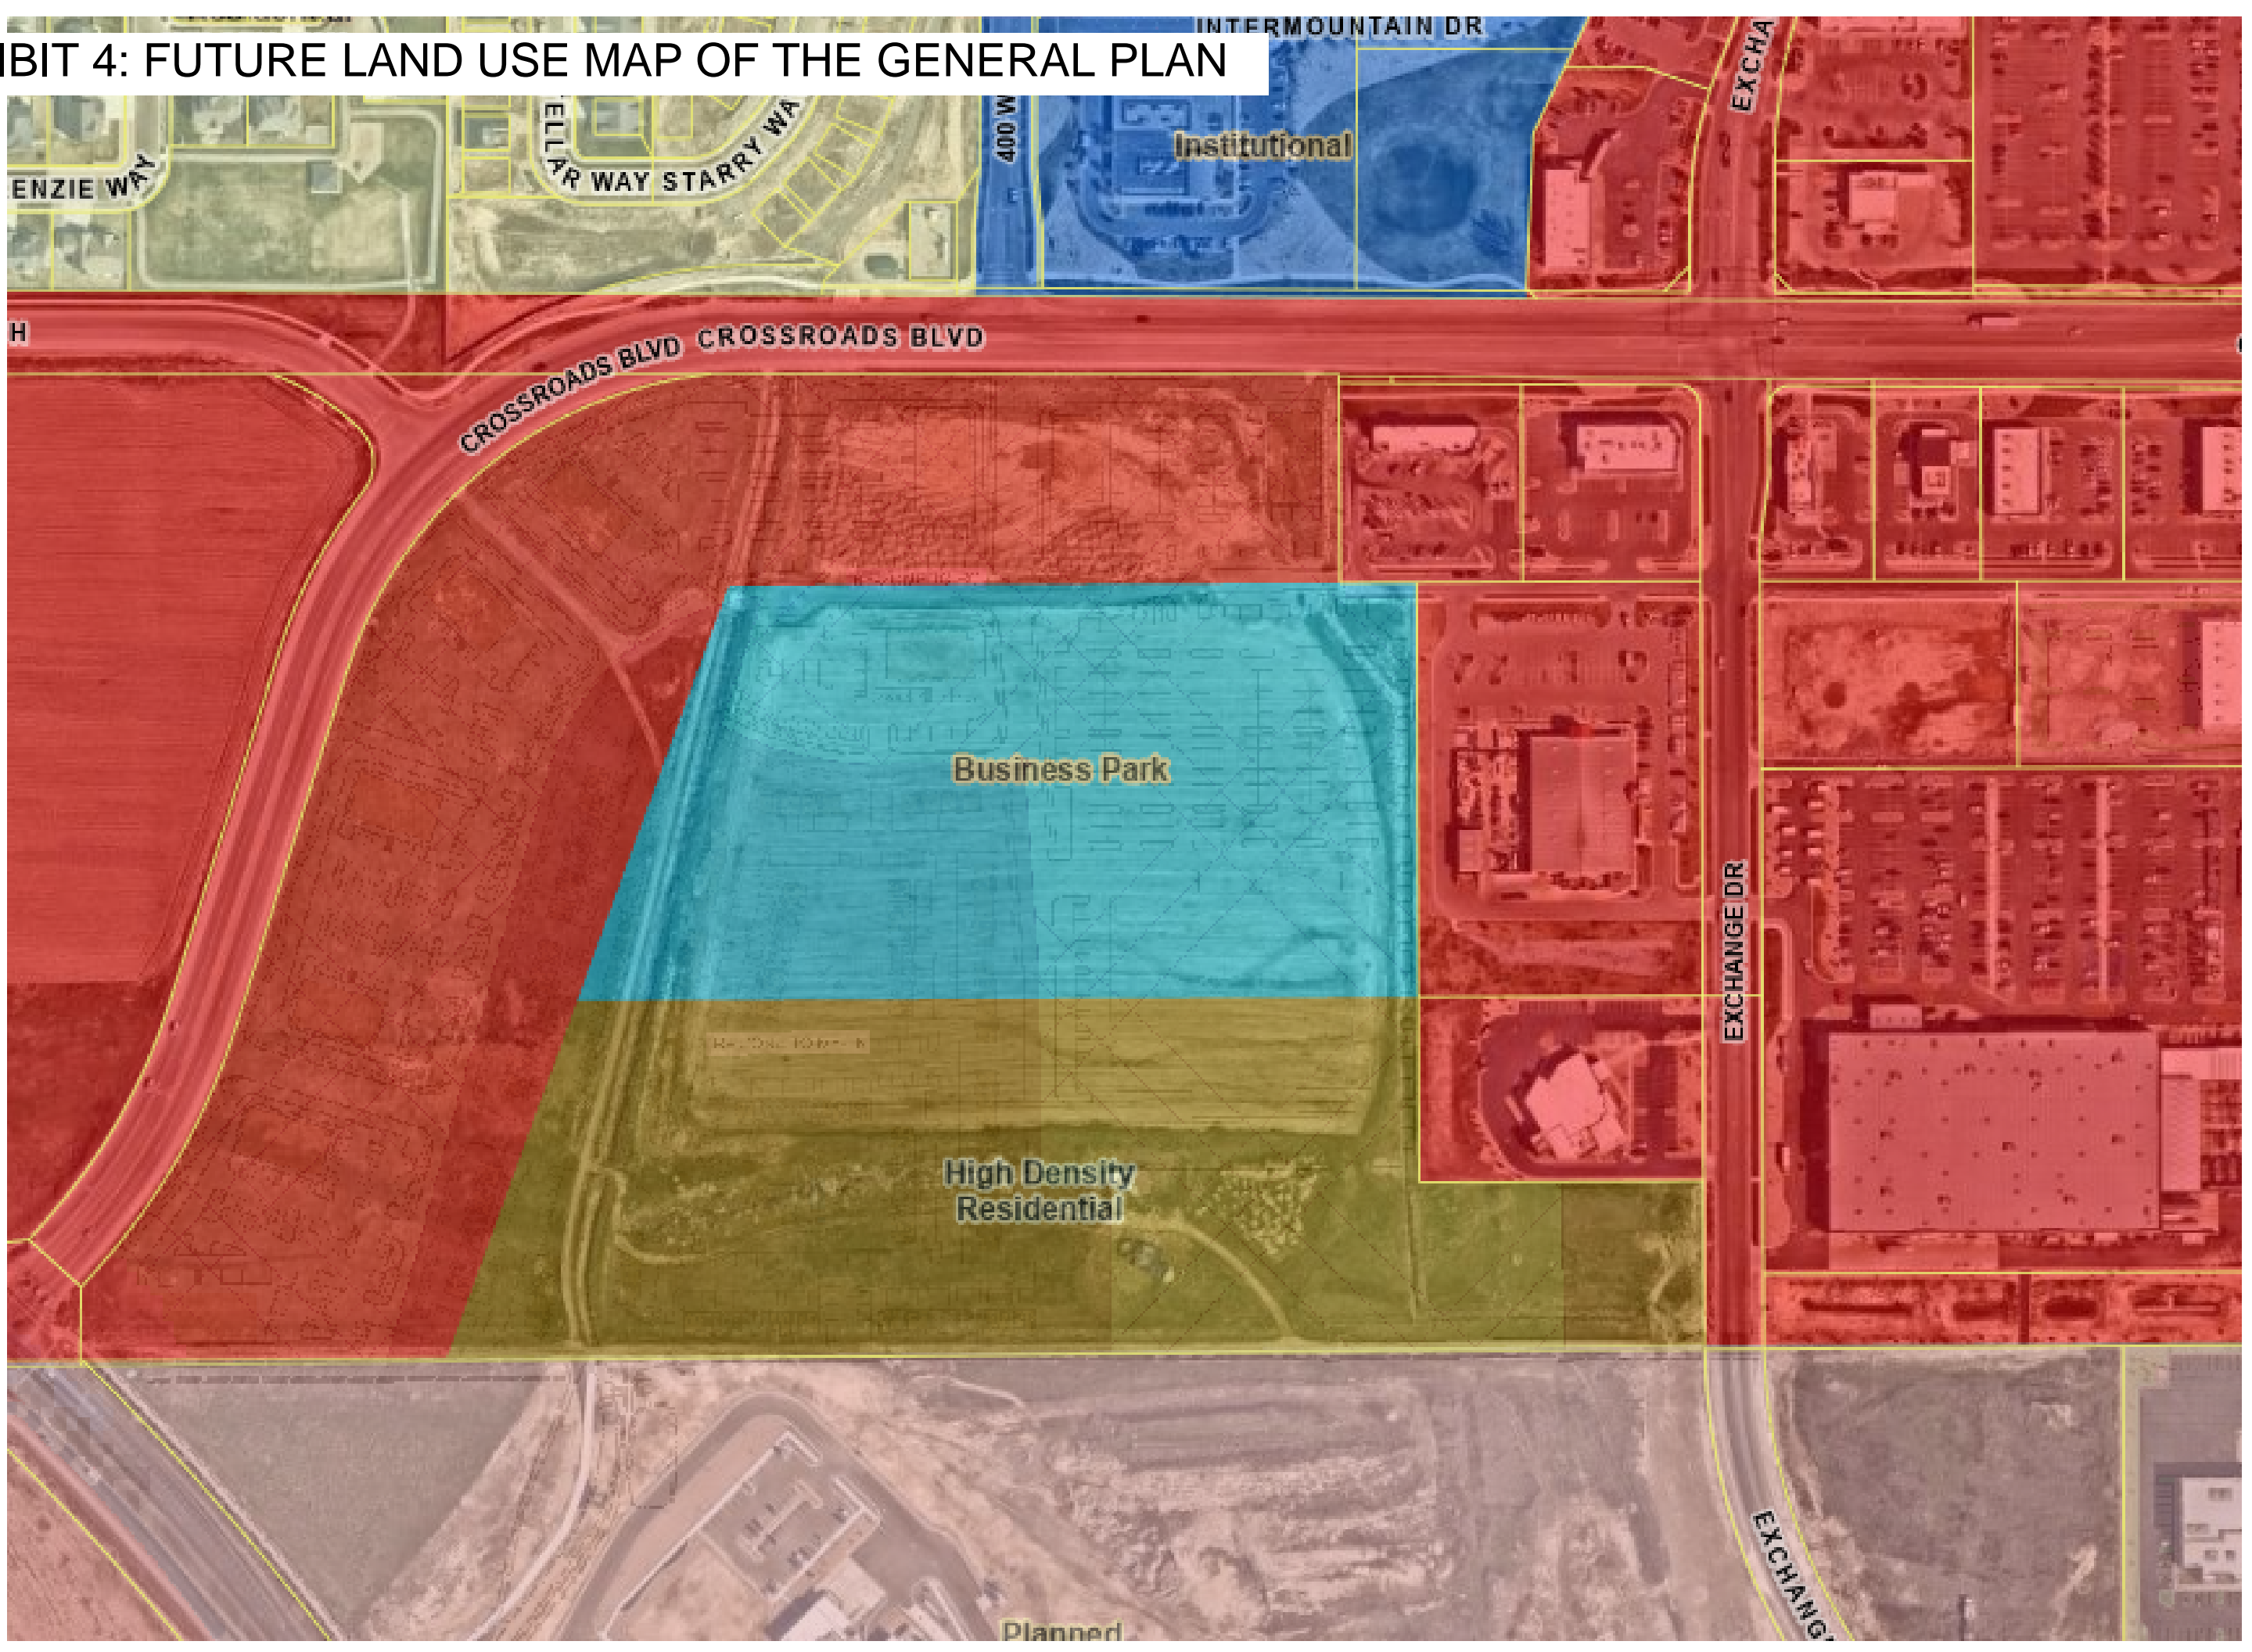 IBIT 4: FUTURE LAND USE MAP OF THE GENERAL PLAN
INTERMOUNTAIN DR
EXCHA
400 W
Institutional
ELLAR WAY
STARRY WA
ENZIE WAY
H
CROSSROADS BLVD
CROSSROADS BLVD
Business Park
EXCHANGE DR
High Density
Residential
EXCHANG
Planned